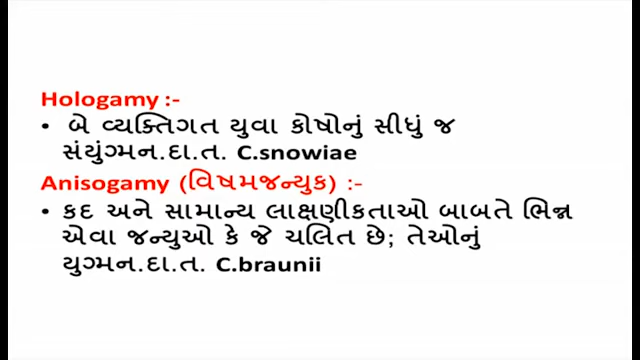 Hologamy :-
• બે વ્યક્તિગત યુવા કોષોનું સીધું જ
સંયુંગ્મન.દા.ત. C.snowiae
Anisogamy (વિષમજન્યુક) :-
• કદ અને સામાન્ય લાક્ષણીકતાઓ બાબતે ભિન્ન
એવા જન્યુઓ કે જે ચલિત છે; તેઓનું
યુગ્મન.દા.ત. C.braunii